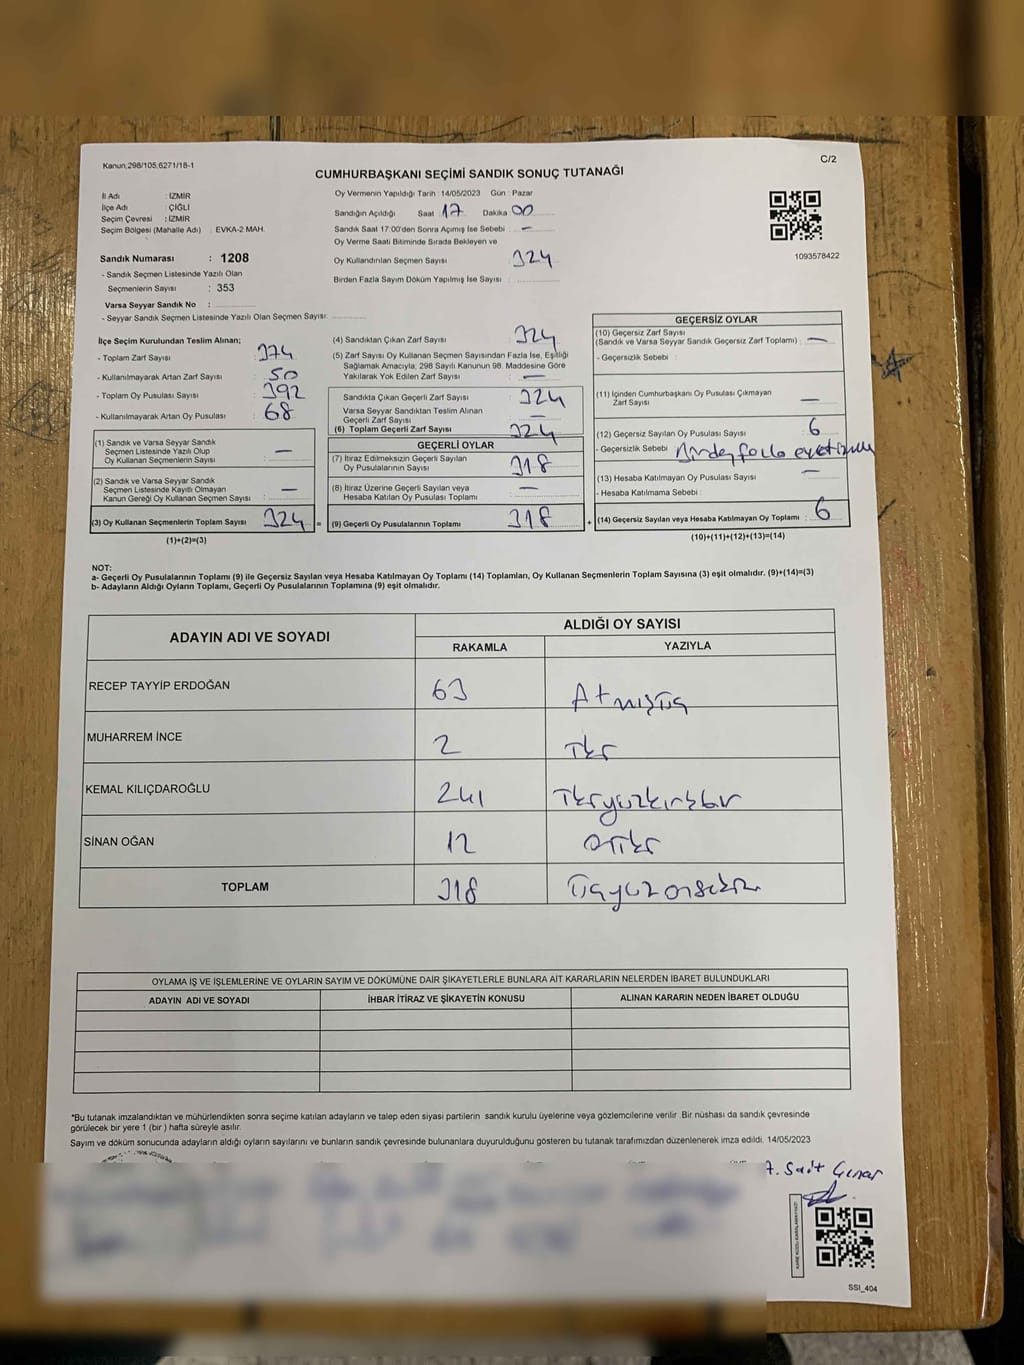 Kanun,298/105,6271/18-1
C/2
CUMHURBAŞKANI SEÇİMİ SANDIK SONUÇ TUTANAĞI
İl Adı : İZMİR
İlçe Adı : ÇİĞLİ
Seçim Çevresi : İZMİR
Seçim Bölgesi (Mahalle Adı) : EVKA-2 MAH.
Sandık Numarası : 1208
- Sandık Seçmen Listesinde Yazılı Olan
Seçmenlerin Sayısı : 353
Varsa Seyyar Sandık No :
- Seyyar Sandık Seçmen Listesinde Yazılı Olan Seçmen Sayısı:
Oy Vermenin Yapıldığı Tarih : 14/05/2023 Gün : Pazar
Sandığın Açıldığı Saat : 17 Dakika : 00
Sandık Saat 17:00'den Sonra Açımış İse Sebebi : -
Oy Verme Saati Bitiminde Sırada Bekleyen ve
Oy Kullandırılan Seçmen Sayısı : 324
Birden Fazla Sayım Döküm Yapılmış İse Sayısı :
1093578422
İlçe Seçim Kurulundan Teslim Alınan;
- Toplam Zarf Sayısı : 374
- Kullanılmayarak Artan Zarf Sayısı : 50
- Toplam Oy Pusulası Sayısı : 392
- Kullanılmayarak Artan Oy Pusulası : 68
(1) Sandık ve Varsa Seyyar Sandık
Seçmen Listesinde Yazılı Olup
Oy Kullanan Seçmenlerin Sayısı : -
(2) Sandık ve Varsa Seyyar Sandık
Seçmen Listesinde Kayıtlı Olmayan
Kanun Gereği Oy Kullanan Seçmen Sayısı : -
(3) Oy Kullanan Seçmenlerin Toplam Sayısı : 324 =
(1)+(2)=(3)
(4) Sandıktan Çıkan Zarf Sayısı : 324
(5) Zarf Sayısı Oy Kullanan Seçmen Sayısından Fazla İse, Eşitliği
Sağlamak Amacıyla; 298 Sayılı Kanunun 98. Maddesine Göre
Yakılarak Yok Edilen Zarf Sayısı : -
Sandıkta Çıkan Geçerli Zarf Sayısı : 324
Varsa Seyyar Sandıktan Teslim Alınan
Geçerli Zarf Sayısı : -
(6) Toplam Geçerli Zarf Sayısı : 324
GEÇERLİ OYLAR
(7) İtiraz Edilmeksizin Geçerli Sayılan
Oy Pusulalarının Sayısı : 318
(8) İtiraz Üzerine Geçerli Sayılan veya
Hesaba Katılan Oy Pusulası Toplamı : -
(9) Geçerli Oy Pusulalarının Toplamı : 318 +
GEÇERSİZ OYLAR
(10) Geçersiz Zarf Sayısı
(Sandık ve Varsa Seyyar Sandık Geçersiz Zarf Toplamı) : -
- Geçersizlik Sebebi :
(11) İçinden Cumhurbaşkanı Oy Pusulası Çıkmayan
Zarf Sayısı : -
(12) Geçersiz Sayılan Oy Pusulası Sayısı : 6
- Geçersizlik Sebebi : Birden fazla
(13) Hesaba Katılmayan Oy Pusulası Sayısı : -
- Hesaba Katılmama Sebebi :
(14) Geçersiz Sayılan veya Hesaba Katılmayan Oy Toplamı : 6
(10)+(11)+(12)+(13)=(14)
NOT:
a- Geçerli Oy Pusulalarının Toplamı (9) ile Geçersiz Sayılan veya Hesaba Katılmayan Oy Toplamı (14) Toplamları, Oy Kullanan Seçmenlerin Toplam Sayısına (3) eşit olmalıdır. (9)+(14)=(3)
b- Adayların Aldığı Oyların Toplamı, Geçerli Oy Pusulalarının Toplamına (9) eşit olmalıdır.
ADAYIN ADI VE SOYADI
ALDIĞI OY SAYISI
RAKAMLA YAZIYLA
RECEP TAYYİP ERDOĞAN 63 Atmışüç
MUHARREM İNCE 2 İki
KEMAL KILIÇDAROĞLU 241 İkiyüzkırkbir
SİNAN OĞAN 12 oniki
TOPLAM 318 Üçyüz onsekiz
OYLAMA İŞ VE İŞLEMLERİNE VE OYLARIN SAYIM VE DÖKÜMÜNE DAİR ŞİKAYETLERLE BUNLARA AİT KARARLARIN NELERDEN İBARET BULUNDUKLARI
ADAYIN ADI VE SOYADI İHBAR İTİRAZ VE ŞİKAYETİN KONUSU ALINAN KARARIN NEDEN İBARET OLDUĞU
*Bu tutanak imzalandıktan ve mühürlendikten sonra seçime katılan adayların ve talep eden siyasi partilerin sandık kurulu üyelerine veya gözlemcilerine verilir. Bir nüshası da sandık çevresinde
görülecek bir yere 1 (bir ) hafta süreyle asılır.
Sayım ve döküm sonucunda adayların aldığı oyların sayılarını ve bunların sandık çevresinde bulunanlara duyurulduğunu gösteren bu tutanak tarafımızdan düzenlenerek imza edildi. 14/05/2023
A. Sait Çınar
SSI_404